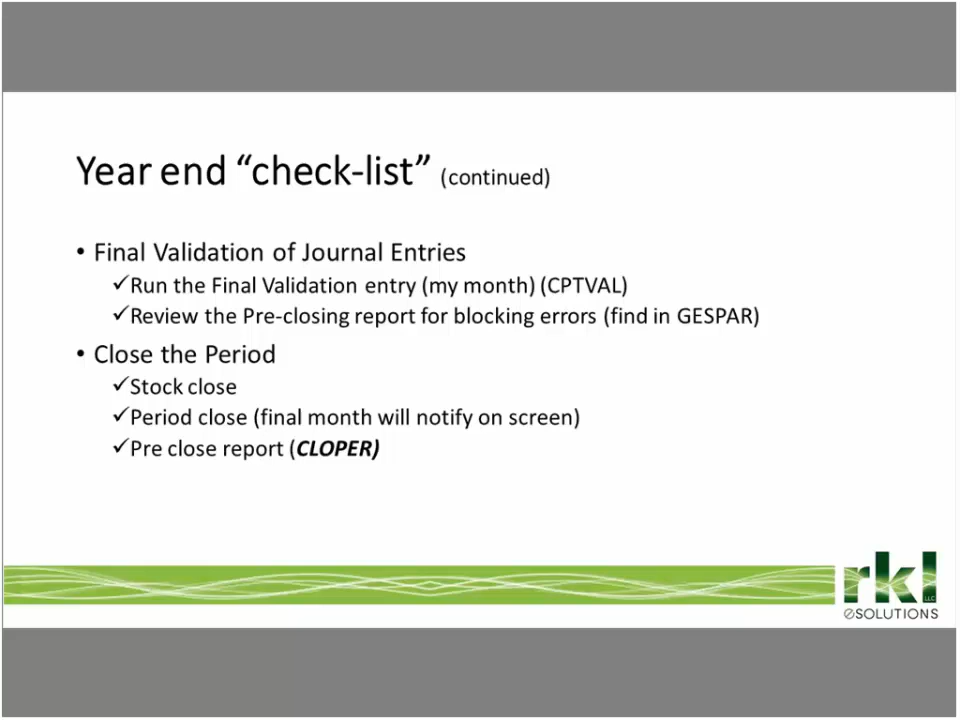 Year end “check-list” (continued)
• Final Validation of Journal Entries
✓Run the Final Validation entry (my month) (CPTVAL)
✓Review the Pre-closing report for blocking errors (find in GESPAR)
• Close the Period
✓Stock close
✓Period close (final month will notify on screen)
✓Pre close report (CLOPER)
rkl
LLC
eSOLUTIONS